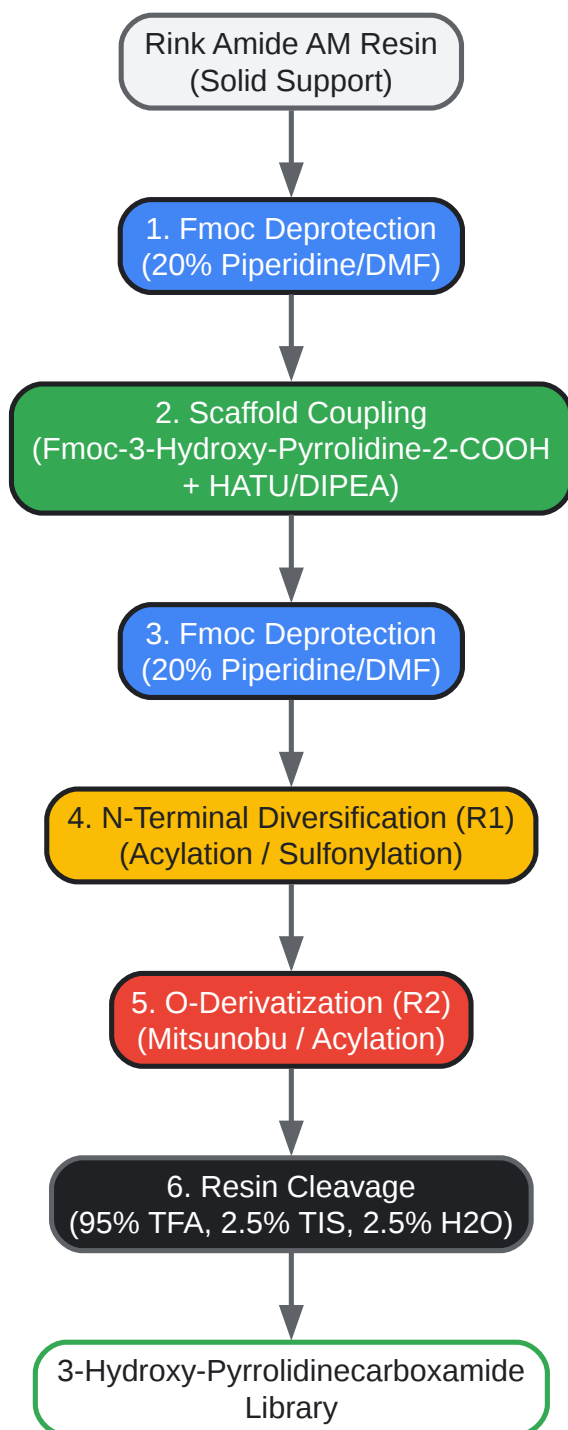 Rink Amide AM Resin
(Solid Support)
1. Fmoc Deprotection
(20% Piperidine/DMF)
2. Scaffold Coupling
(Fmoc-3-Hydroxy-Pyrrolidine-2-COOH
+ HATU/DIPEA)
3. Fmoc Deprotection
(20% Piperidine/DMF)
4. N-Terminal Diversification (R1)
(Acylation / Sulfonylation)
5. O-Derivatization (R2)
(Mitsunobu / Acylation)
6. Resin Cleavage
(95% TFA, 2.5% TIS, 2.5% H2O)
3-Hydroxy-Pyrrolidinecarboxamide
Library